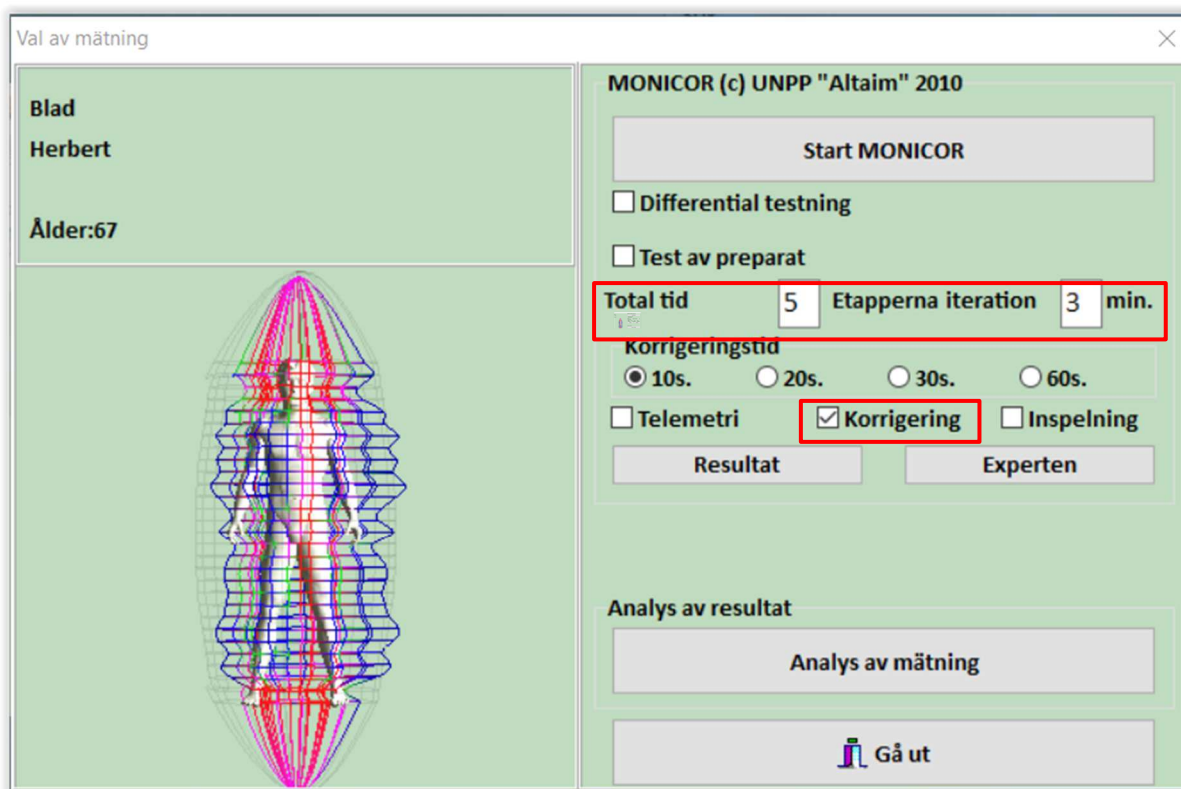 Val av mätning
Blad
Herbert
Ålder:67
MONICOR (c) UNPP "Altaim" 2010
Start MONICOR
Differential testning
Test av preparat
Total tid 5 Etapperna iteration 3 min.
Korrigeringstid
10s. 20s. 30s. 60s.
Telemetri Korrigering Inspelning
Resultat Experten
Analys av resultat
Analys av mätning
Gå ut